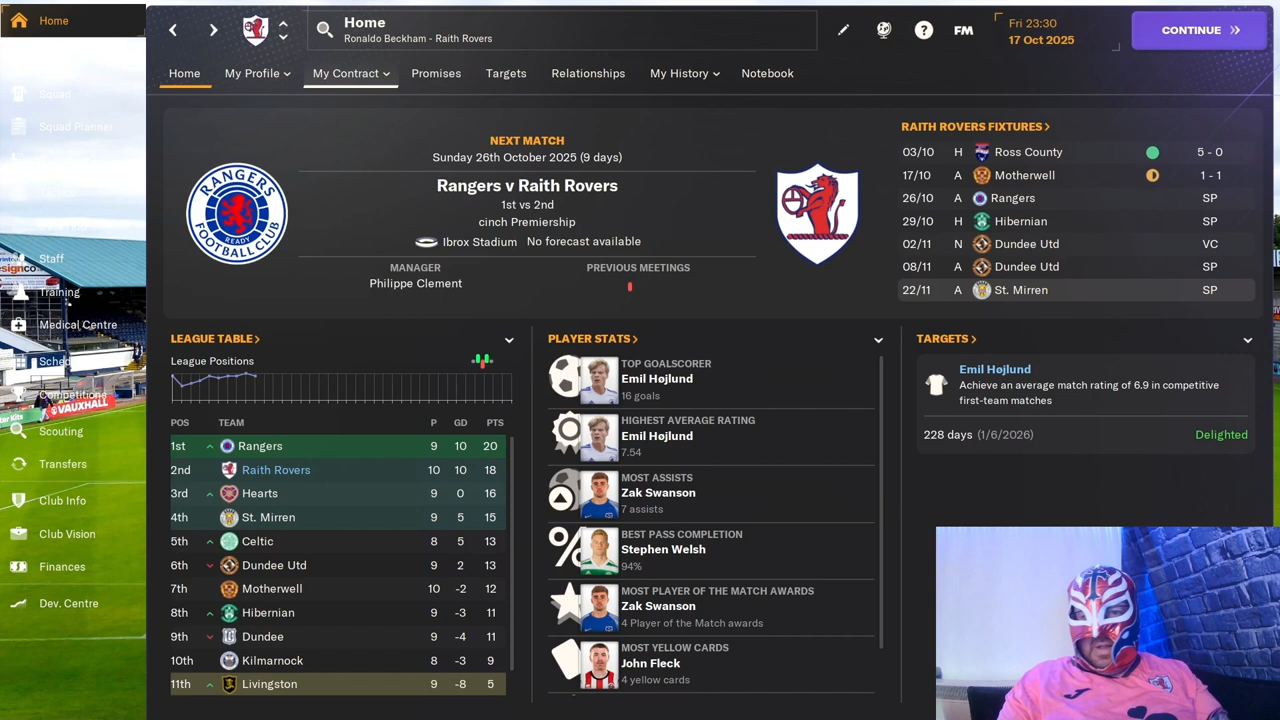 Home
Squad
Squad Planner
Staff
Training
Medical Centre
Sched
Competitions
Scouting
Transfers
Club Info
Club Vision
Finances
Dev. Centre
VAUXHALL
Home
Ronaldo Beckham - Raith Rovers
FM
Fri 23:30
17 Oct 2025
CONTINUE
Home My Profile My Contract Promises Targets Relationships My History Notebook
NEXT MATCH
Sunday 26th October 2025 (9 days)
Rangers v Raith Rovers
1st vs 2nd
cinch Premiership
Ibrox Stadium No forecast available
MANAGER
Philippe Clement
PREVIOUS MEETINGS
RANGERS
READY
FOOTBALL CLUB
RAITH ROVERS FIXTURES
03/10 H Ross County 5 - 0
17/10 A Motherwell 1 - 1
26/10 A Rangers SP
29/10 H Hibernian SP
02/11 N Dundee Utd VC
08/11 A Dundee Utd SP
22/11 A St. Mirren SP
LEAGUE TABLE
League Positions
POS TEAM P GD PTS
1st Rangers 9 10 20
2nd Raith Rovers 10 10 18
3rd Hearts 9 0 16
4th St. Mirren 9 5 15
5th Celtic 8 5 13
6th Dundee Utd 9 2 13
7th Motherwell 10 -2 12
8th Hibernian 9 -3 11
9th Dundee 9 -4 11
10th Kilmarnock 8 -3 9
11th Livingston 9 -8 5
PLAYER STATS
TOP GOALSCORER
Emil Højlund
16 goals
HIGHEST AVERAGE RATING
Emil Højlund
7.54
MOST ASSISTS
Zak Swanson
7 assists
BEST PASS COMPLETION
Stephen Welsh
94%
MOST PLAYER OF THE MATCH AWARDS
Zak Swanson
4 Player of the Match awards
MOST YELLOW CARDS
John Fleck
4 yellow cards
TARGETS
Emil Højlund
Achieve an average match rating of 6.9 in competitive
first-team matches
228 days (1/6/2026) Delighted